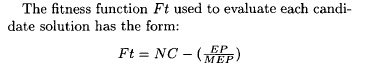 The fitness function Ft used to evaluate each candi-
date solution has the form:
Ft = NC − (EP/MEP)